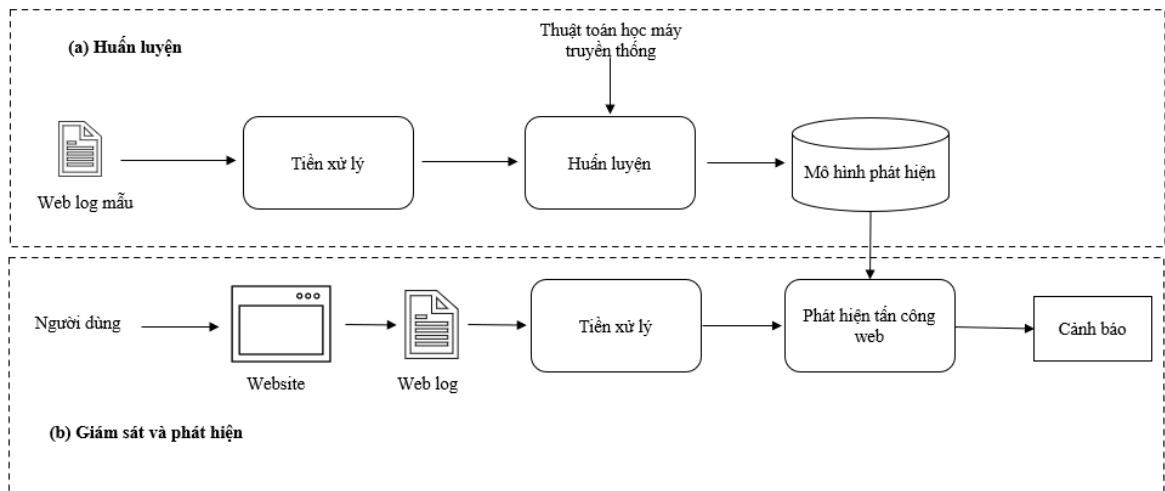 (a) Huấn luyện
Thuật toán học máy
truyền thống
Web log mẫu
Tiền xử lý
Huấn luyện
Mô hình phát hiện
Người dùng
Website
Web log
Tiền xử lý
Phát hiện tấn công
web
Cảnh báo
(b) Giám sát và phát hiện